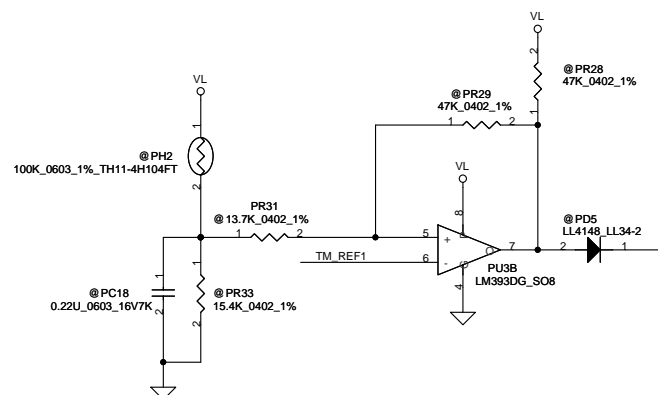 VL
@PR28
47K_0402_1%
@PR29
47K_0402_1%
1
2
2
1
VL
@PH2
100K_0603_1%_TH11-4H104FT
1
2
VL
PR31
@13.7K_0402_1%
1
2
8
P
5
+
6
-
TM_REF1
O
7
G
4
PU3B
LM393DG_SO8
@PD5
LL4148_LL34-2
2
1
@PC18
0.22U_0603_16V7K
1
2
@PR33
15.4K_0402_1%
1
2